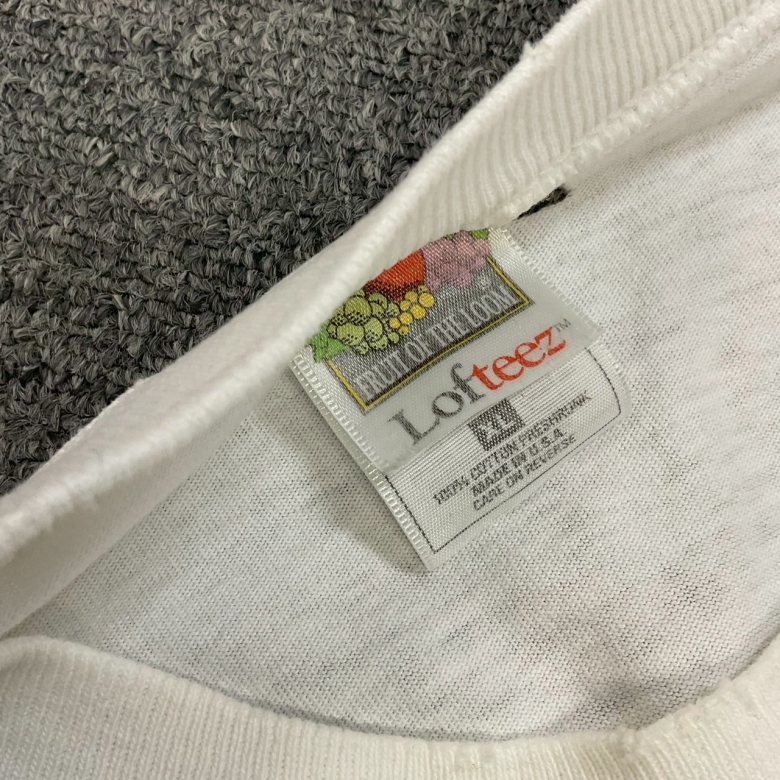 FRUIT OF THE LOOM®
Lofteez™
XL
100% COTTON PRESHRUNK
MADE IN U.S.A.
CARE ON REVERSE